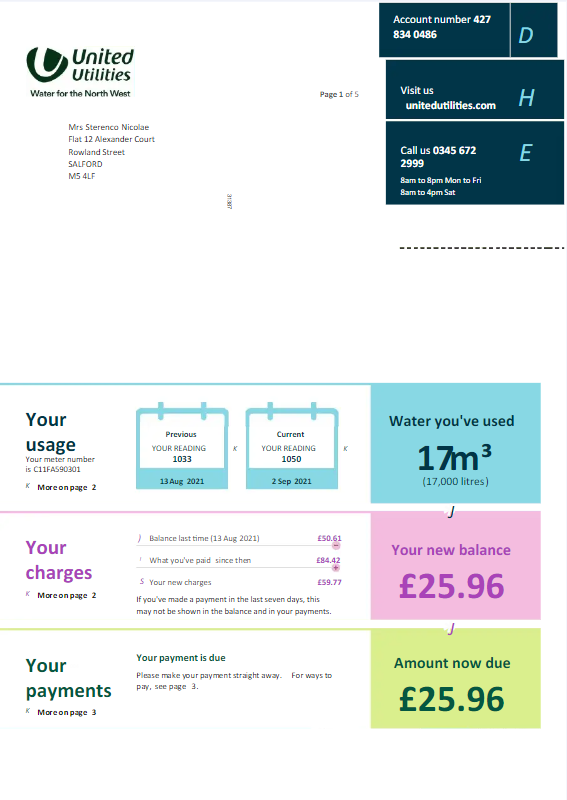 Account number 427
834 0486
D
United
Utilities
Water for the North West
Page 1 of 5
Visit us
unitedutilities.com
H
Call us 0345 672
2999
E
8am to 8pm Mon to Fri
8am to 4pm Sat
Mrs Sterenco Nicolae
Flat 12 Alexander Court
Rowland Street
SALFORD
M5 4LF
Your
usage
Your meter number
is C11FA590301
K More on page 2
Previous
YOUR READING
1033
13 Aug 2021
K
Current
YOUR READING
1050
2 Sep 2021
K
Water you've used
17m³
(17,000 litres)
J
Your
charges
K More on page 2
J Balance last time (13 Aug 2021) £50.61
−
What you've paid since then £84.42
+
S Your new charges £59.77
If you've made a payment in the last seven days, this
may not be shown in the balance and in your payments.
Your new balance
£25.96
J
Your
payments
K More on page 3
Your payment is due
Please make your payment straight away. For ways to
pay, see page 3.
Amount now due
£25.96